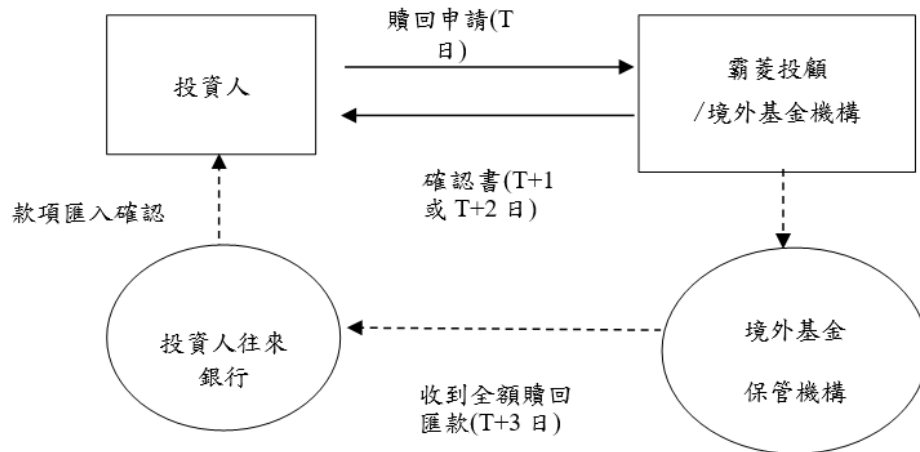 贖回申請(T
日)
投資人
霸菱投顧
/境外基金機構
確認書(T+1
或 T+2 日)
款項匯入確認
投資人往來
銀行
境外基金
保管機構
收到全額贖回
匯款(T+3 日)